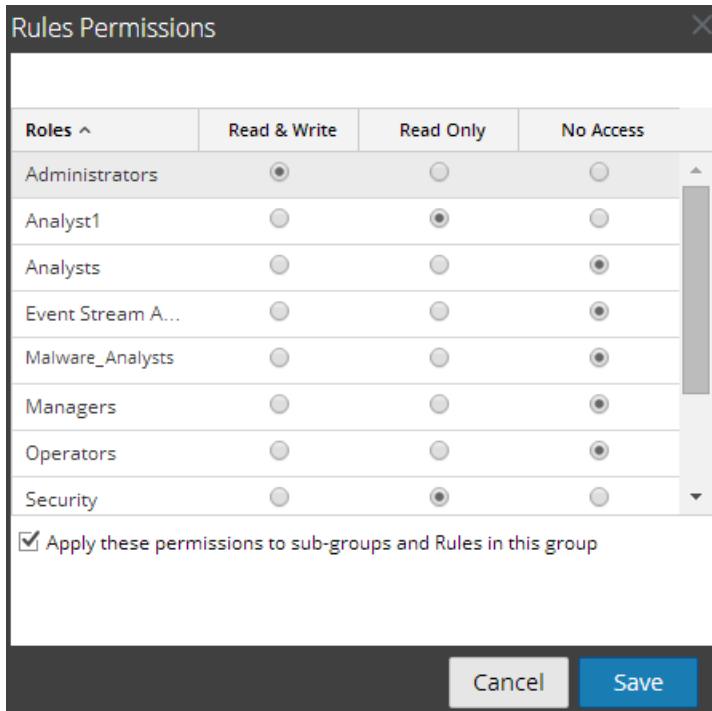 Rules Permissions
Roles Read & Write Read Only No Access
Administrators
Analyst1
Analysts
Event Stream A...
Malware_Analysts
Managers
Operators
Security
Apply these permissions to sub-groups and Rules in this group
Cancel Save